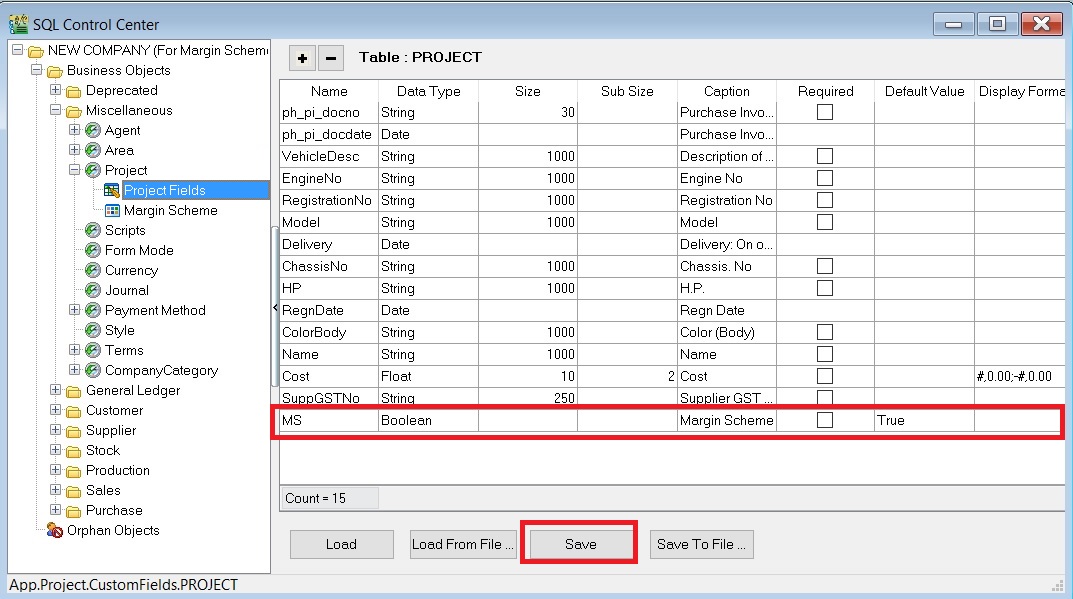 SQL Control Center
NEW COMPANY (For Margin Schem
Business Objects
Deprecated
Miscellaneous
Agent
Area
Project
Project Fields
Margin Scheme
Scripts
Form Mode
Currency
Journal
Payment Method
Style
Terms
CompanyCategory
General Ledger
Customer
Supplier
Stock
Production
Sales
Purchase
Orphan Objects
+ − Table : PROJECT
Name Data Type Size Sub Size Caption Required Default Value Display Forma
ph_pi_docno String 30 Purchase Invo...
ph_pi_docdate Date Purchase Invo...
VehicleDesc String 1000 Description of ...
EngineNo String 1000 Engine No
RegistrationNo String 1000 Registration No
Model String 1000 Model
Delivery Date Delivery: On o...
ChassisNo String 1000 Chassis. No
HP String 1000 H.P.
RegnDate Date Regn Date
ColorBody String 1000 Color (Body)
Name String 1000 Name
Cost Float 10 2 Cost #,0.00;-#,0.00
SuppGSTNo String 250 Supplier GST ...
MS Boolean Margin Scheme True
Count = 15
Load Load From File ... Save Save To File ...
App.Project.CustomFields.PROJECT